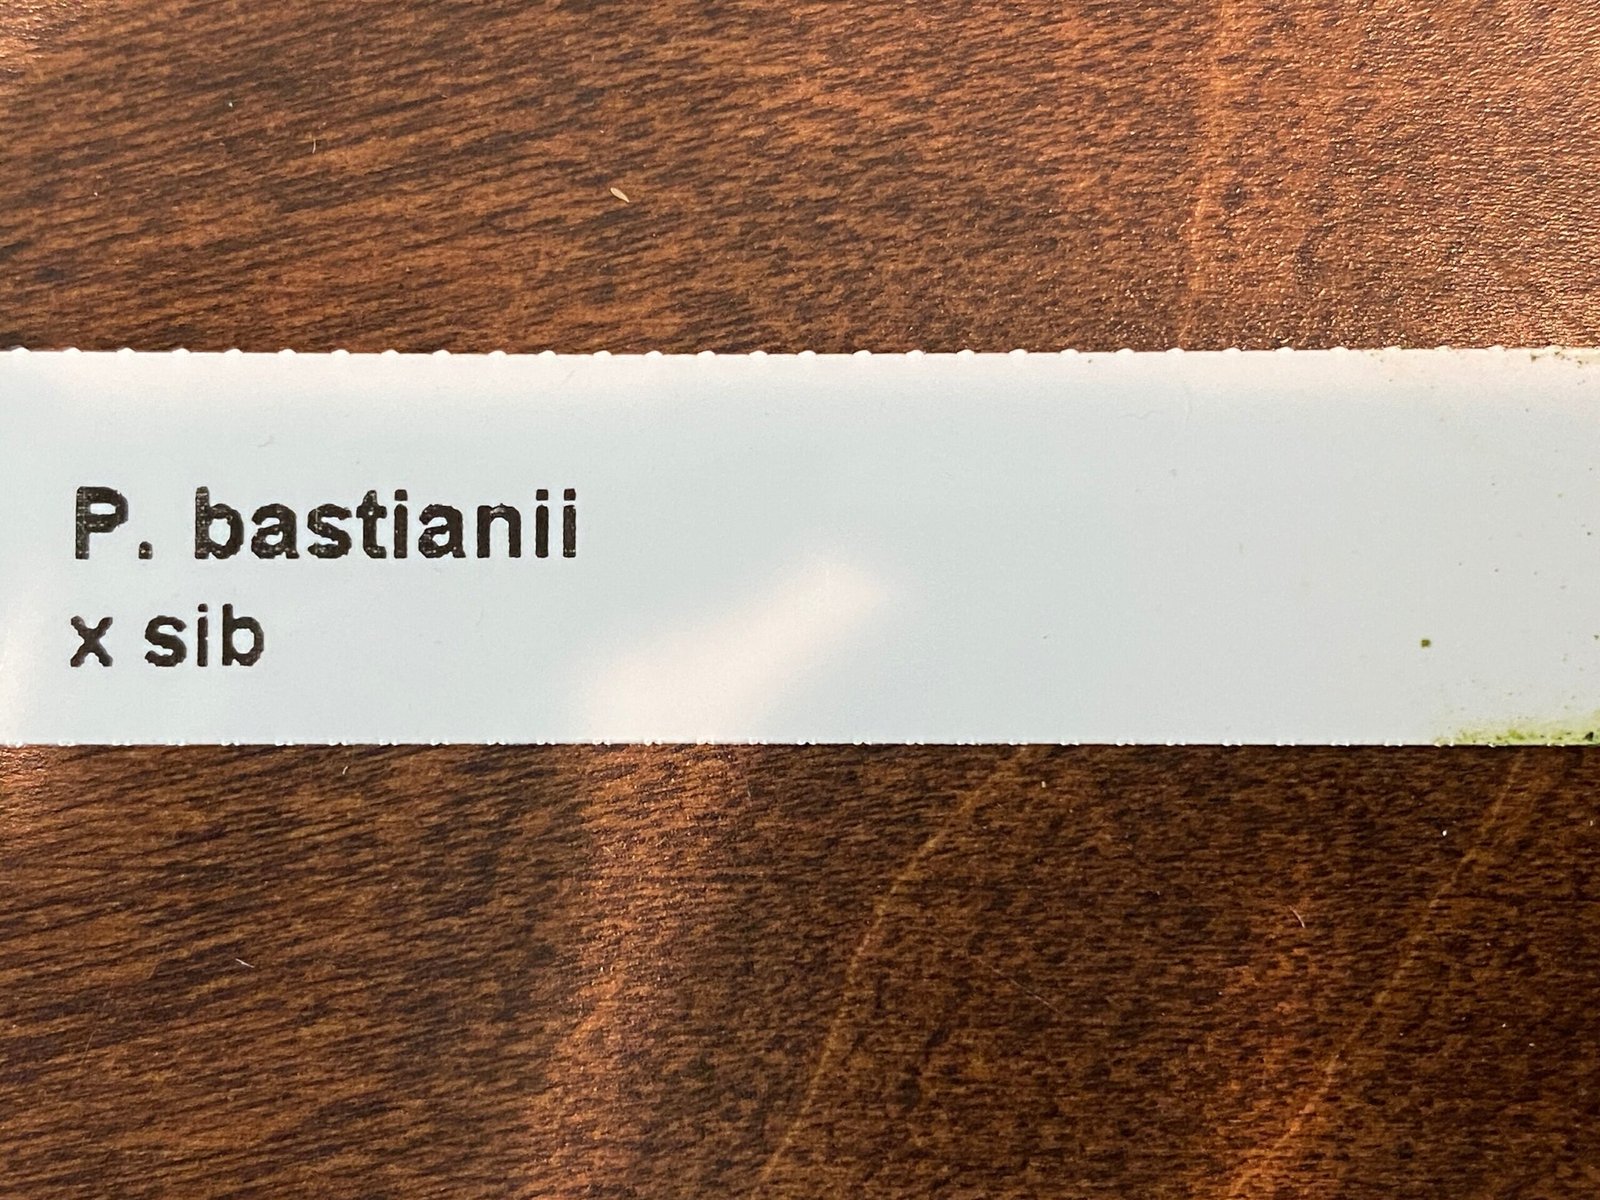 P. bastianii
x sib